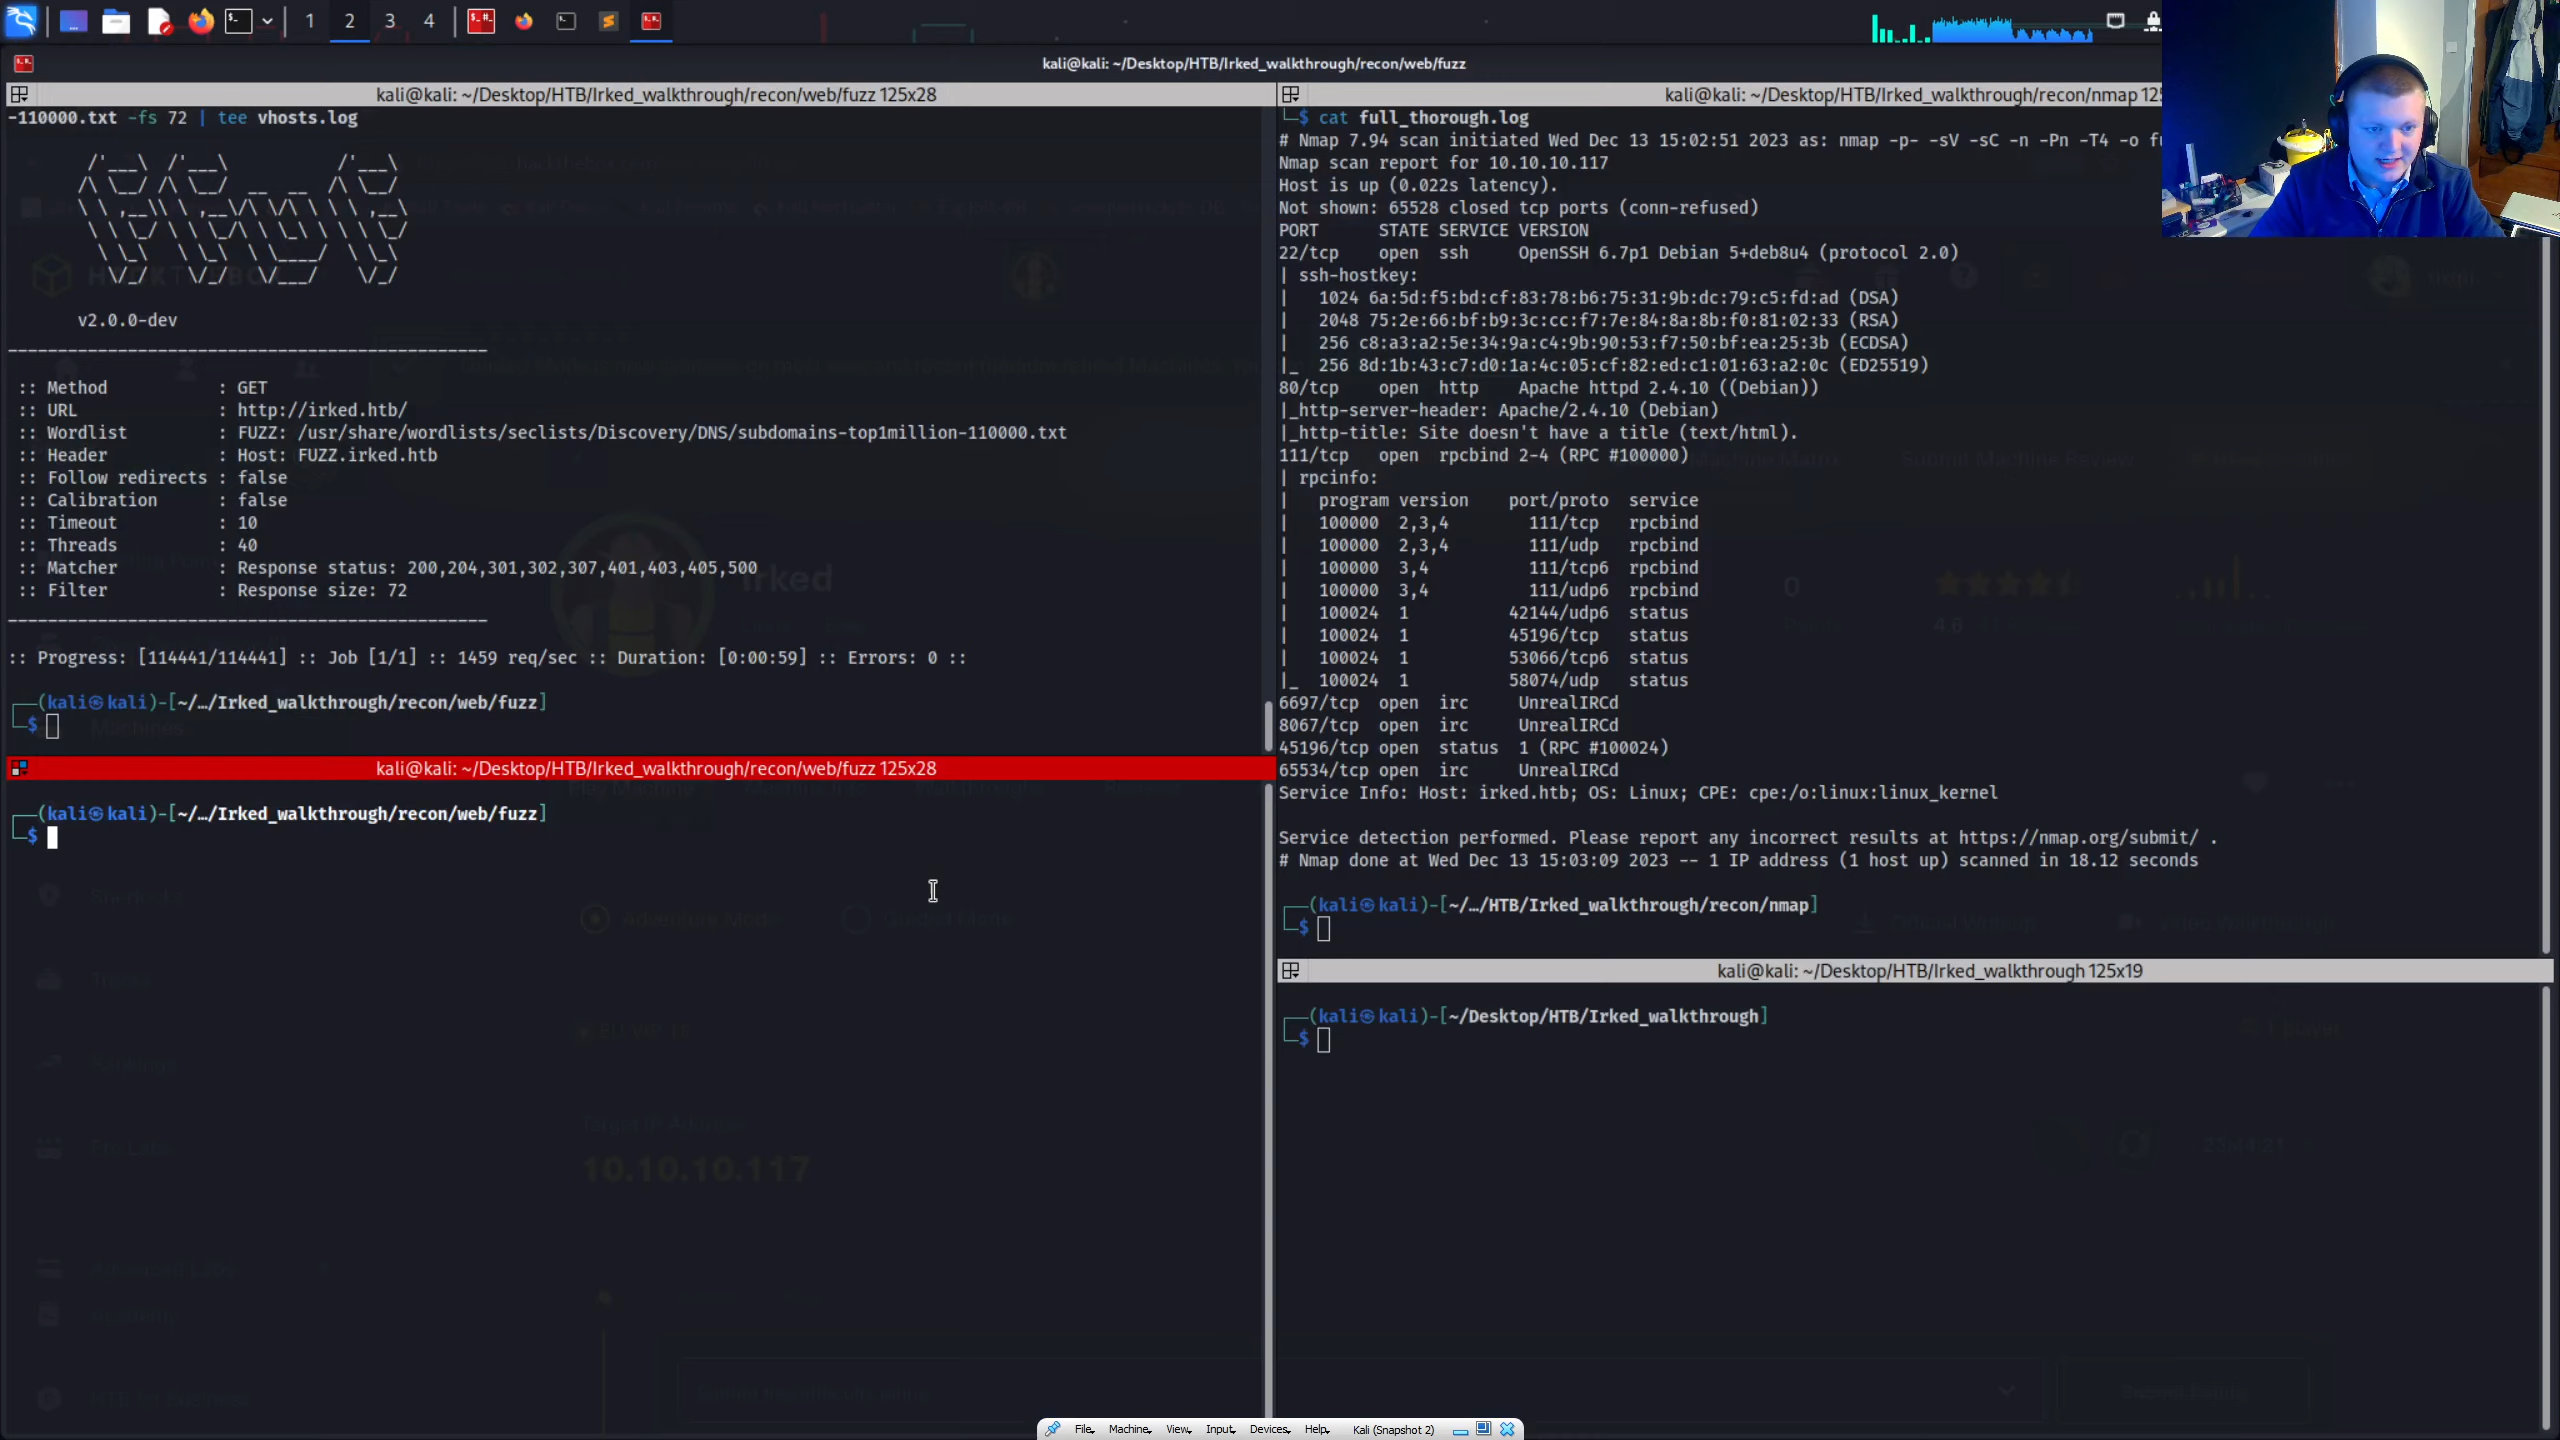 1 2 3 4
kali@kali: ~/Desktop/HTB/Irked_walkthrough/recon/web/fuzz
kali@kali: ~/Desktop/HTB/Irked_walkthrough/recon/web/fuzz 125x28
-110000.txt -fs 72 | tee vhosts.log
v2.0.0-dev
:: Method : GET
:: URL : http://irked.htb/
:: Wordlist : FUZZ: /usr/share/wordlists/seclists/Discovery/DNS/subdomains-top1million-110000.txt
:: Header : Host: FUZZ.irked.htb
:: Follow redirects : false
:: Calibration : false
:: Timeout : 10
:: Threads : 40
:: Matcher : Response status: 200,204,301,302,307,401,403,405,500
:: Filter : Response size: 72
:: Progress: [114441/114441] :: Job [1/1] :: 1459 req/sec :: Duration: [0:00:59] :: Errors: 0 ::
(kali㉿kali)-[~/…/Irked_walkthrough/recon/web/fuzz]
$
kali@kali: ~/Desktop/HTB/Irked_walkthrough/recon/web/fuzz 125x28
(kali㉿kali)-[~/…/Irked_walkthrough/recon/web/fuzz]
$
kali@kali: ~/Desktop/HTB/Irked_walkthrough/recon/nmap
$ cat full_thorough.log
# Nmap 7.94 scan initiated Wed Dec 13 15:02:51 2023 as: nmap -p- -sV -sC -n -Pn -T4 -o
Nmap scan report for 10.10.10.117
Host is up (0.022s latency).
Not shown: 65528 closed tcp ports (conn-refused)
PORT STATE SERVICE VERSION
22/tcp open ssh OpenSSH 6.7p1 Debian 5+deb8u4 (protocol 2.0)
| ssh-hostkey:
| 1024 6a:5d:f5:bd:cf:83:78:b6:75:31:9b:dc:79:c5:fd:ad (DSA)
| 2048 75:2e:66:bf:b9:3c:cc:f7:7e:84:8a:8b:f0:81:02:33 (RSA)
| 256 c8:a3:a2:5e:34:9a:c4:9b:90:53:f7:50:bf:ea:25:3b (ECDSA)
|_ 256 8d:1b:43:c7:d0:1a:4c:05:cf:82:ed:c1:01:63:a2:0c (ED25519)
80/tcp open http Apache httpd 2.4.10 ((Debian))
|_http-server-header: Apache/2.4.10 (Debian)
|_http-title: Site doesn't have a title (text/html).
111/tcp open rpcbind 2-4 (RPC #100000)
| rpcinfo:
| program version port/proto service
| 100000 2,3,4 111/tcp rpcbind
| 100000 2,3,4 111/udp rpcbind
| 100000 3,4 111/tcp6 rpcbind
| 100000 3,4 111/udp6 rpcbind
| 100024 1 42144/udp6 status
| 100024 1 45196/tcp status
| 100024 1 53066/tcp6 status
|_ 100024 1 58074/udp status
6697/tcp open irc UnrealIRCd
8067/tcp open irc UnrealIRCd
45196/tcp open status 1 (RPC #100024)
65534/tcp open irc UnrealIRCd
Service Info: Host: irked.htb; OS: Linux; CPE: cpe:/o:linux:linux_kernel
Service detection performed. Please report any incorrect results at https://nmap.org/submit/ .
# Nmap done at Wed Dec 13 15:03:09 2023 -- 1 IP address (1 host up) scanned in 18.12 seconds
(kali㉿kali)-[~/…/HTB/Irked_walkthrough/recon/nmap]
$
kali@kali: ~/Desktop/HTB/Irked_walkthrough 125x19
(kali㉿kali)-[~/Desktop/HTB/Irked_walkthrough]
$
Irked
Adventure Mode Guided Mode
Official Writeup Video Walkthrough
Target IP Address
10.10.10.117
File Machine View Input Devices Help Kali (Snapshot 2)